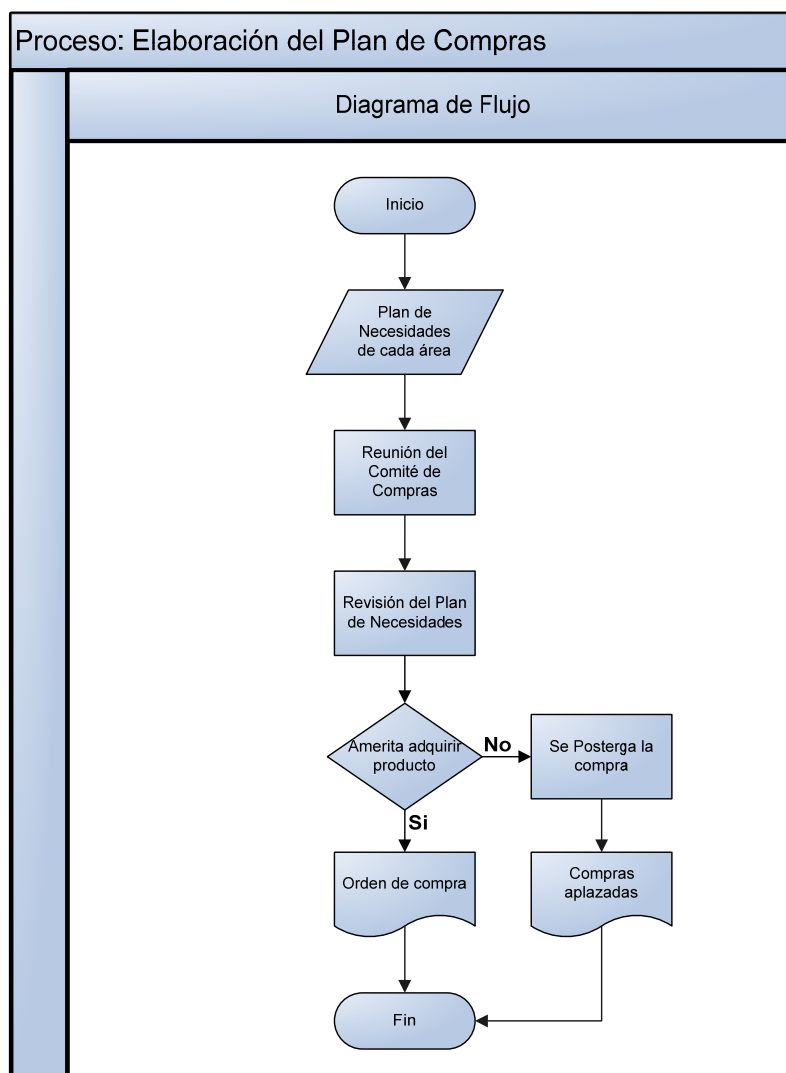 Proceso: Elaboración del Plan de Compras
Diagrama de Flujo
Inicio
Plan de
Necesidades
de cada área
Reunión del
Comité de
Compras
Revisión del Plan
de Necesidades
Amerita adquirir
producto
No
Se Posterga la
compra
Si
Orden de compra
Compras
aplazadas
Fin